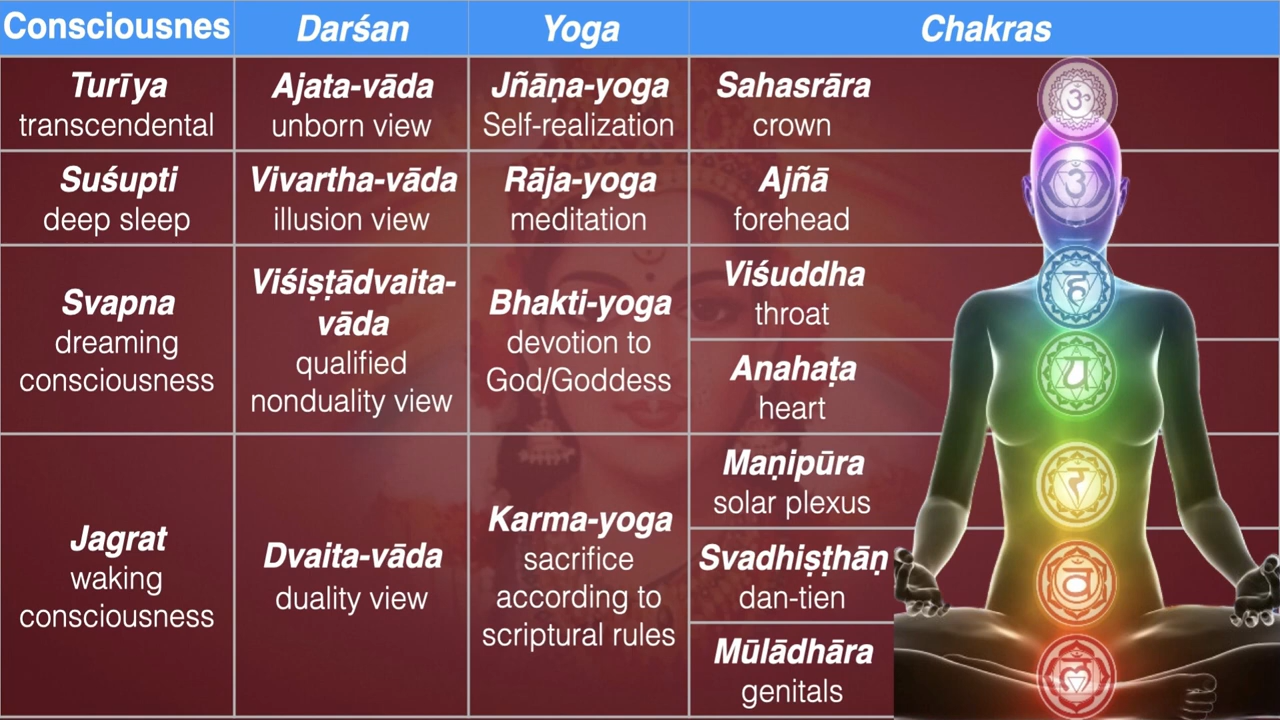 Consciousnes Darśan Yoga Chakras
Turīya
transcendental
Ajata-vāda
unborn view
Jñāṇa-yoga
Self-realization
Sahasrāra
crown
Suśupti
deep sleep
Vivartha-vāda
illusion view
Rāja-yoga
meditation
Ajñā
forehead
Svapna
dreaming
consciousness
Viśiṣṭādvaita-
vāda
qualified
nonduality view
Bhakti-yoga
devotion to
God/Goddess
Viśuddha
throat
Anahaṭa
heart
Jagrat
waking
consciousness
Dvaita-vāda
duality view
Karma-yoga
sacrifice
according to
scriptural rules
Maṇipūra
solar plexus
Svadhiṣṭhāṇ
dan-tien
Mūlādhāra
genitals
ॐ
ॐ
हं
यं
रं
वं
लं